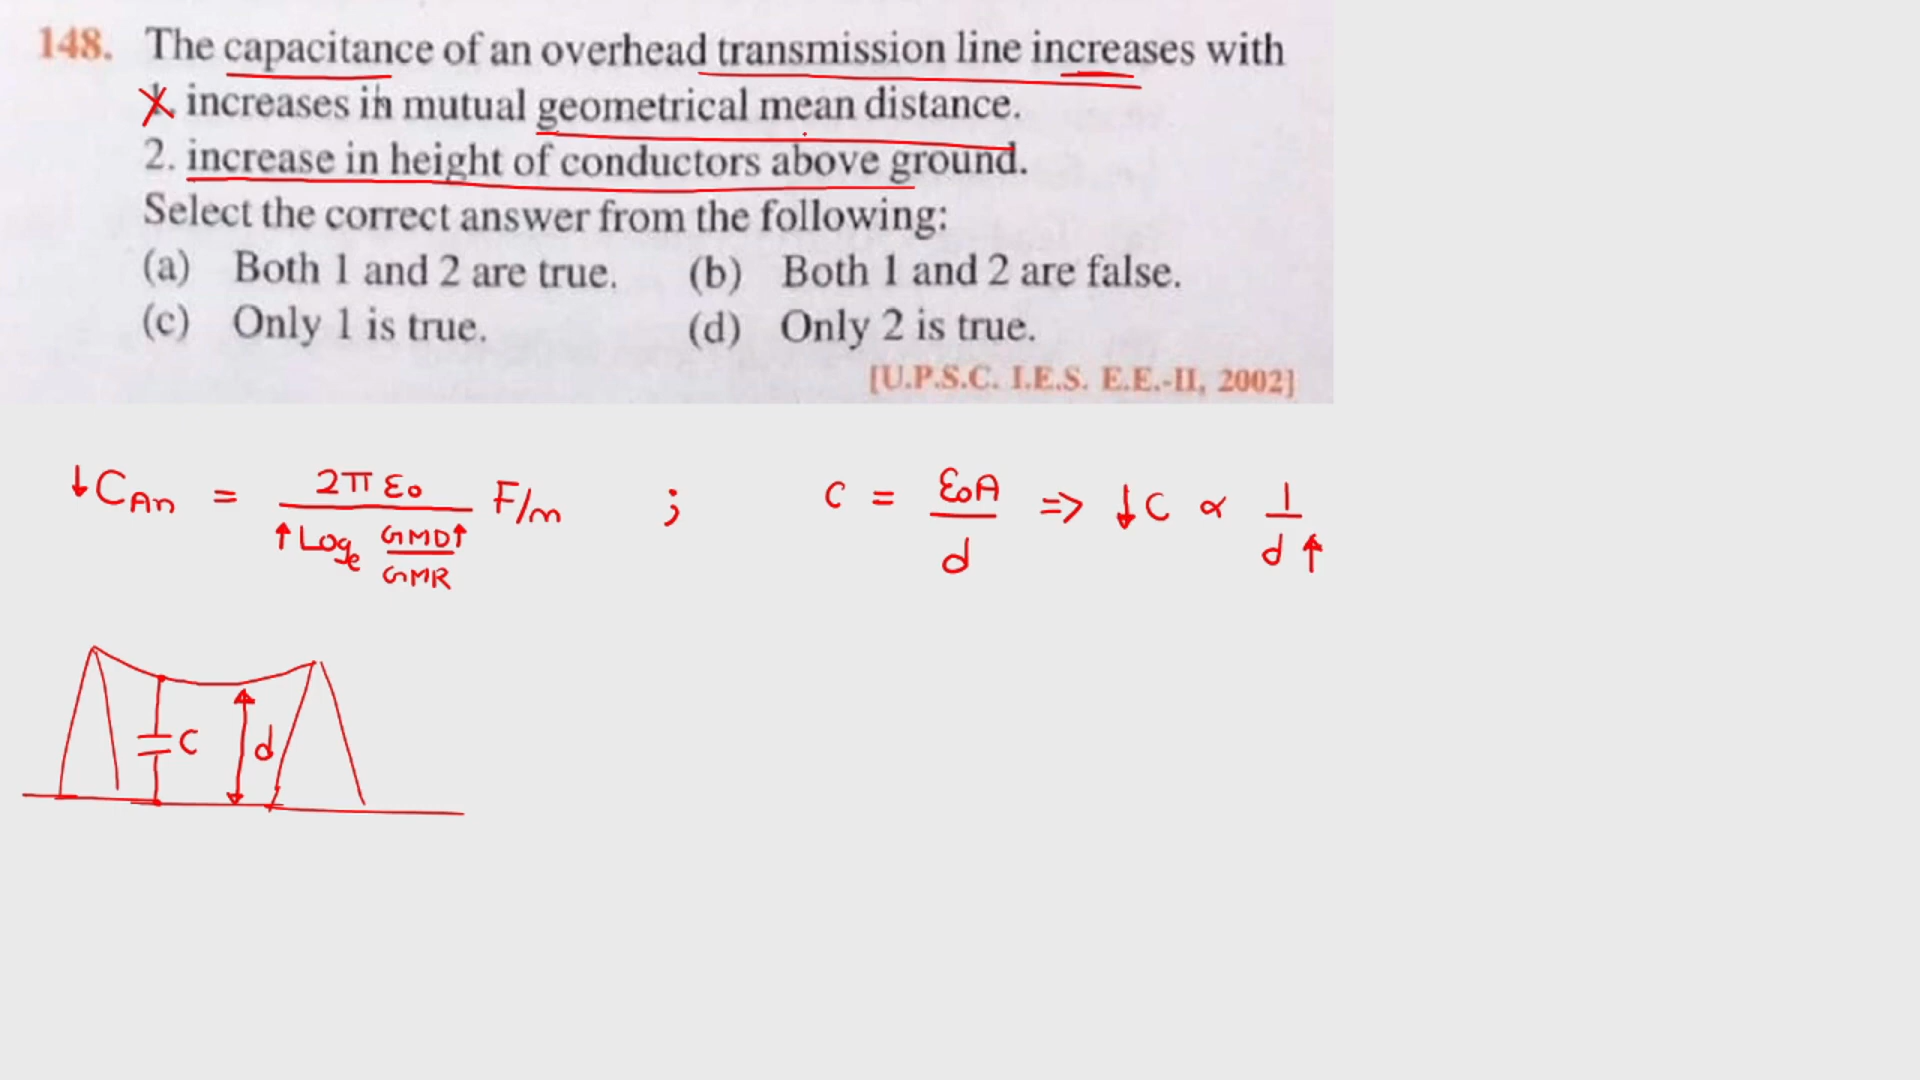 148. The capacitance of an overhead transmission line increases with
1. increases in mutual geometrical mean distance.
2. increase in height of conductors above ground.
Select the correct answer from the following:
(a) Both 1 and 2 are true. (b) Both 1 and 2 are false.
(c) Only 1 is true. (d) Only 2 is true.
[U.P.S.C. I.E.S. E.E.-II, 2002]
↓CAn = 2π ε₀ / ↑Logₑ GMD↑/GMR F/m ; C = ε₀A/d => ↓C ∝ 1/d↑
C d